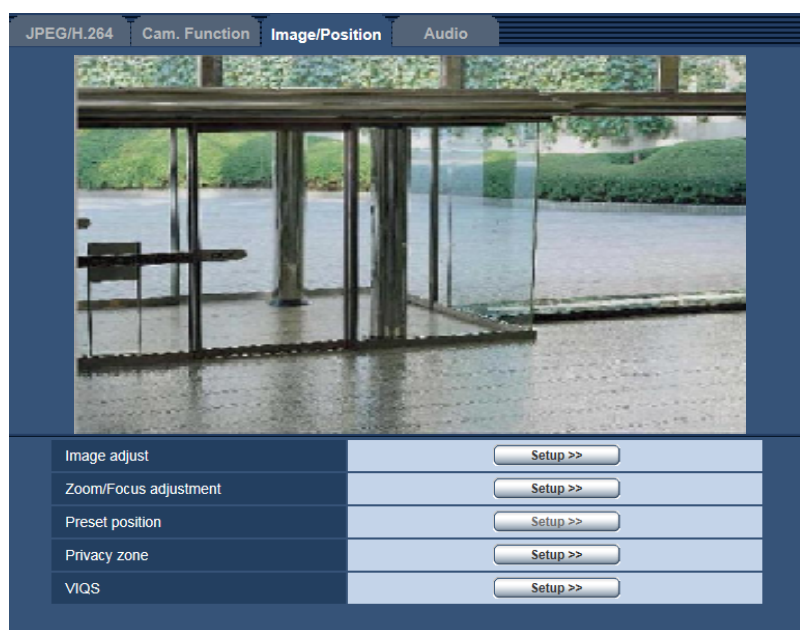 JPEG/H.264 Cam. Function Image/Position Audio
Image adjust Setup >>
Zoom/Focus adjustment Setup >>
Preset position Setup >>
Privacy zone Setup >>
VIQS Setup >>